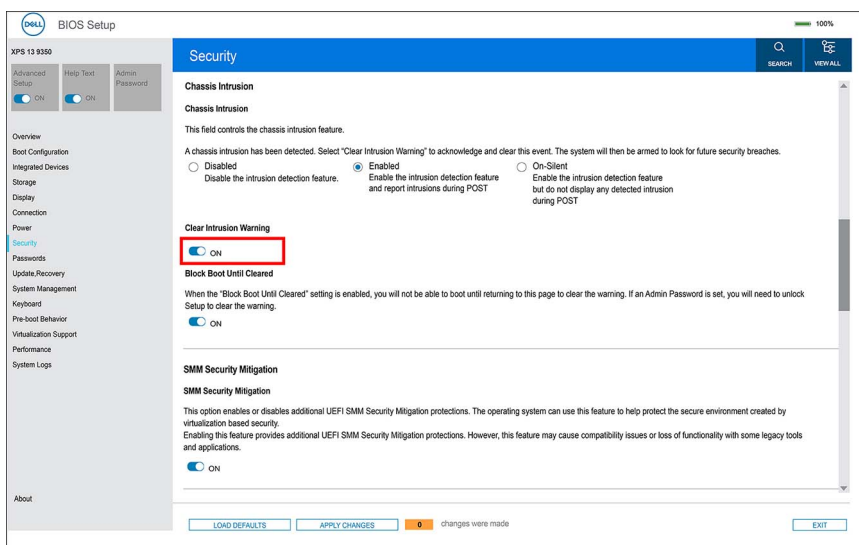 DELL
BIOS Setup
100%
XPS 13 9350
Advanced
Setup
ON
Help Text
ON
Admin
Password
Overview
Boot Configuration
Integrated Devices
Storage
Display
Connection
Power
Security
Passwords
Update,Recovery
System Management
Keyboard
Pre-boot Behavior
Virtualization Support
Performance
System Logs
About
Security
SEARCH
VIEW ALL
Chassis Intrusion
Chassis Intrusion
This field controls the chassis intrusion feature.
A chassis intrusion has been detected. Select "Clear Intrusion Warning" to acknowledge and clear this event. The system will then be armed to look for future security breaches.
Disabled
Disable the intrusion detection feature.
Enabled
Enable the intrusion detection feature
and report intrusions during POST
On-Silent
Enable the intrusion detection feature
but do not display any detected intrusion
during POST
Clear Intrusion Warning
ON
Block Boot Until Cleared
When the "Block Boot Until Cleared" setting is enabled, you will not be able to boot until returning to this page to clear the warning. If an Admin Password is set, you will need to unlock
Setup to clear the warning.
ON
SMM Security Mitigation
SMM Security Mitigation
This option enables or disables additional UEFI SMM Security Mitigation protections. The operating system can use this feature to help protect the secure environment created by
virtualization based security.
Enabling this feature provides additional UEFI SMM Security Mitigation protections. However, this feature may cause compatibility issues or loss of functionality with some legacy tools
and applications.
ON
LOAD DEFAULTS
APPLY CHANGES
0
changes were made
EXIT